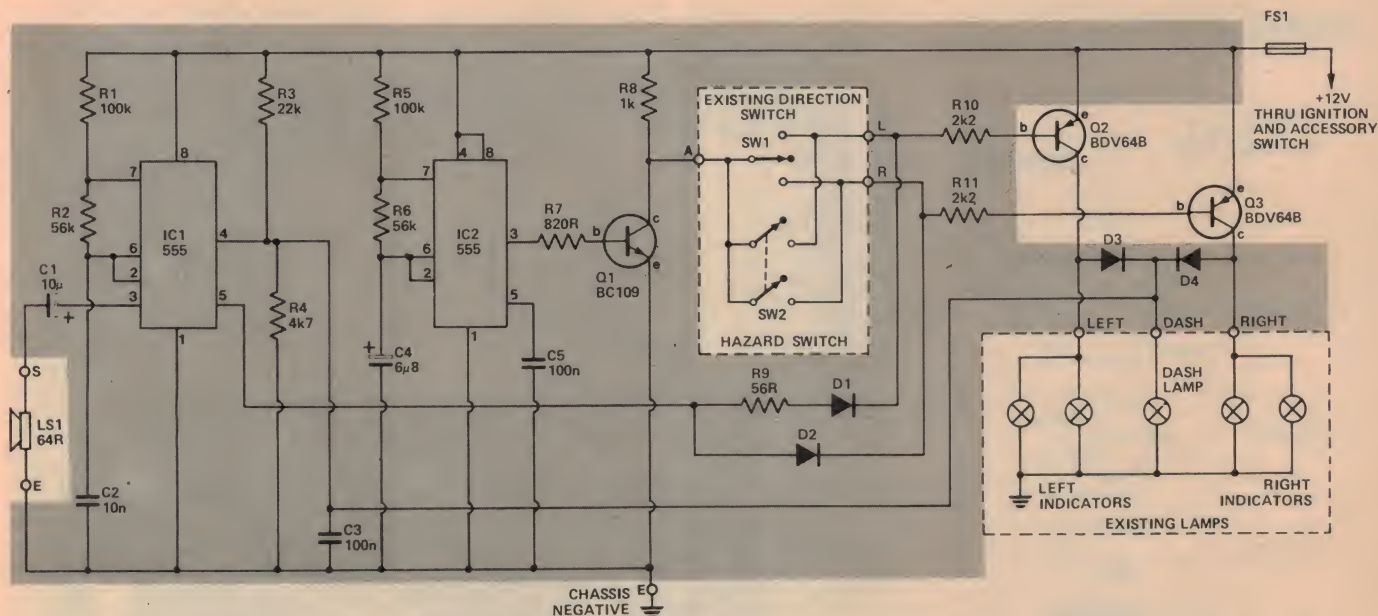 FS1
R1
100k
R3
22k
R5
100k
R8
1k
EXISTING DIRECTION
SWITCH
SW1
L
R10
2k2
b
e
Q2
BDV64B
c
+12V
THRU IGNITION
AND ACCESSORY
SWITCH
8
4
8
A
R
R11
2k2
b
e
Q3
BDV64B
c
7
R2
56k
IC1
555
4
7
R6
56k
IC2
555
3
R7
820R
b
c
e
Q1
BC109
6
2
6
2
D3
D4
C1
10µ
+
3
5
R4
4k7
5
SW2
HAZARD SWITCH
LEFT
DASH
RIGHT
1
+
C4
6µ8
1
C5
100n
R9
56R
D1
DASH
LAMP
S
LS1
64R
E
D2
C2
10n
C3
100n
LEFT
INDICATORS
RIGHT
INDICATORS
EXISTING LAMPS
CHASSIS
NEGATIVE
E